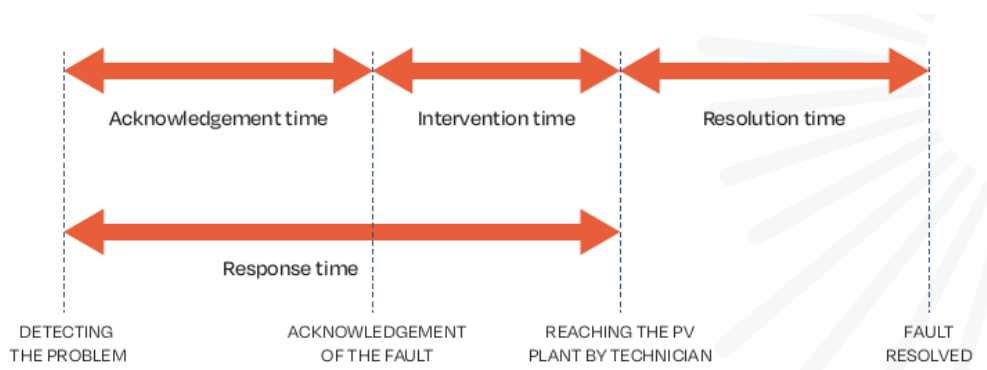 Acknowledgement time
Intervention time
Resolution time
Response time
DETECTING
THE PROBLEM
ACKNOWLEDGEMENT
OF THE FAULT
REACHING THE PV
PLANT BY TECHNICIAN
FAULT
RESOLVED